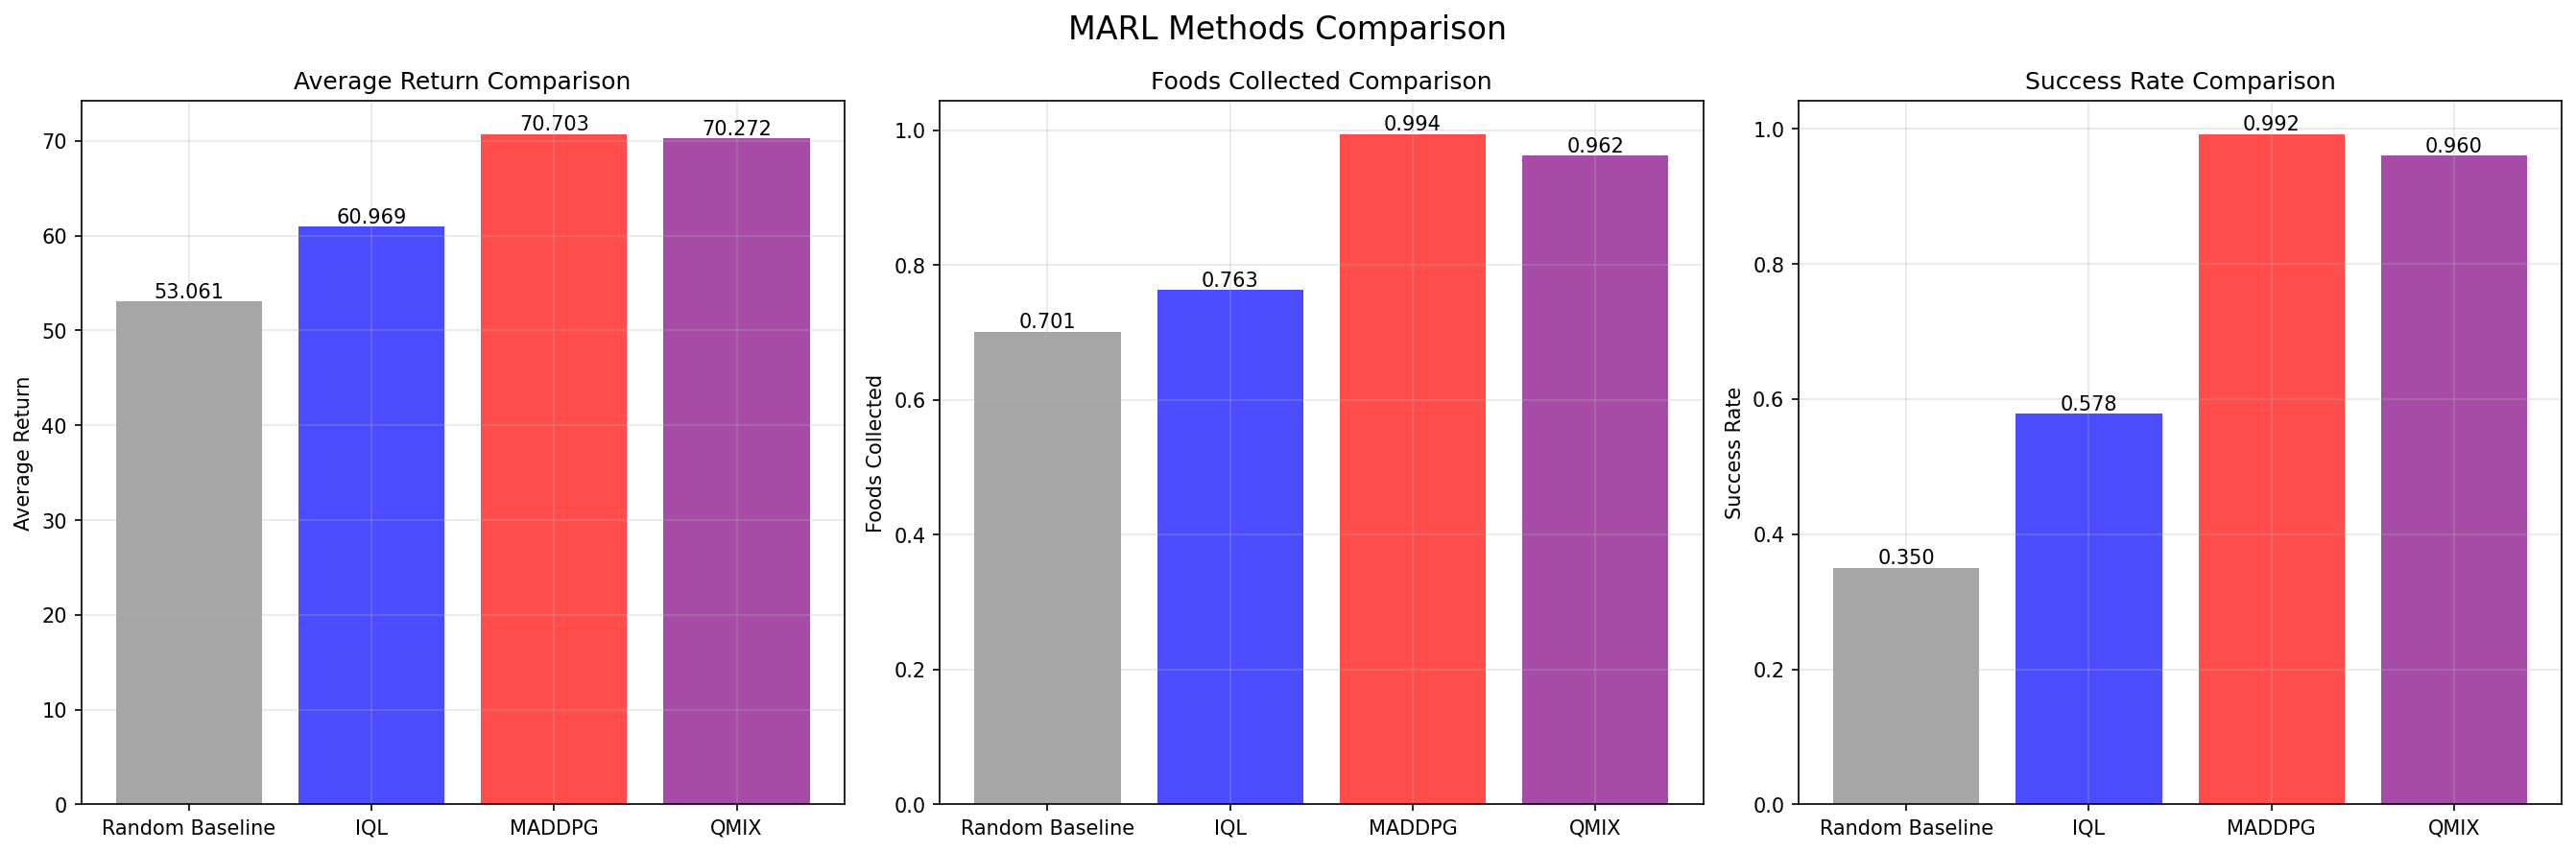 MARL Methods Comparison
Average Return Comparison
Average Return
70
60
50
40
30
20
10
0
53.061
60.969
70.703
70.272
Random Baseline
IQL
MADDPG
QMIX
Foods Collected Comparison
Foods Collected
1.0
0.8
0.6
0.4
0.2
0.0
0.701
0.763
0.994
0.962
Random Baseline
IQL
MADDPG
QMIX
Success Rate Comparison
Success Rate
1.0
0.8
0.6
0.4
0.2
0.0
0.350
0.578
0.992
0.960
Random Baseline
IQL
MADDPG
QMIX